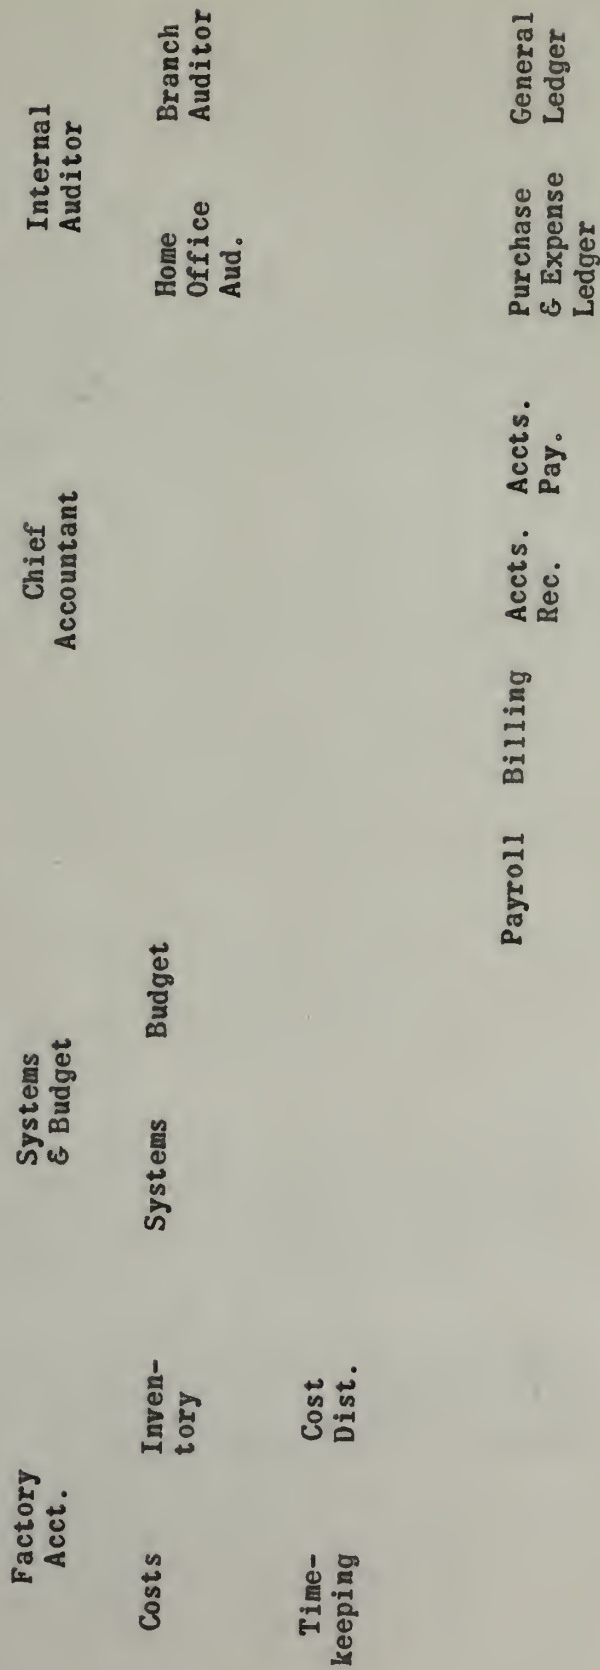 Factory
Acct.
Systems
& Budget
Chief
Accountant
Internal
Auditor
Costs
Inven-
tory
Systems
Budget
Home
Office
Aud.
Branch
Auditor
Time-
keeping
Cost
Dist.
Payroll
Billing
Accts.
Rec.
Accts.
Pay.
Purchase
& Expense
Ledger
General
Ledger